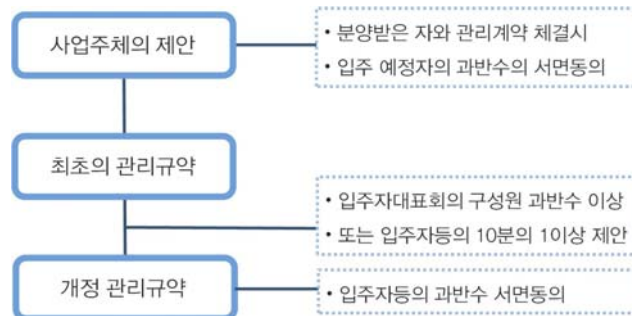 사업주체의 제안
• 분양받은 자와 관리계약 체결시
• 입주 예정자의 과반수의 서면동의
최초의 관리규약
• 입주자대표회의 구성원 과반수 이상
• 또는 입주자등의 10분의 1이상 제안
개정 관리규약
• 입주자등의 과반수 서면동의